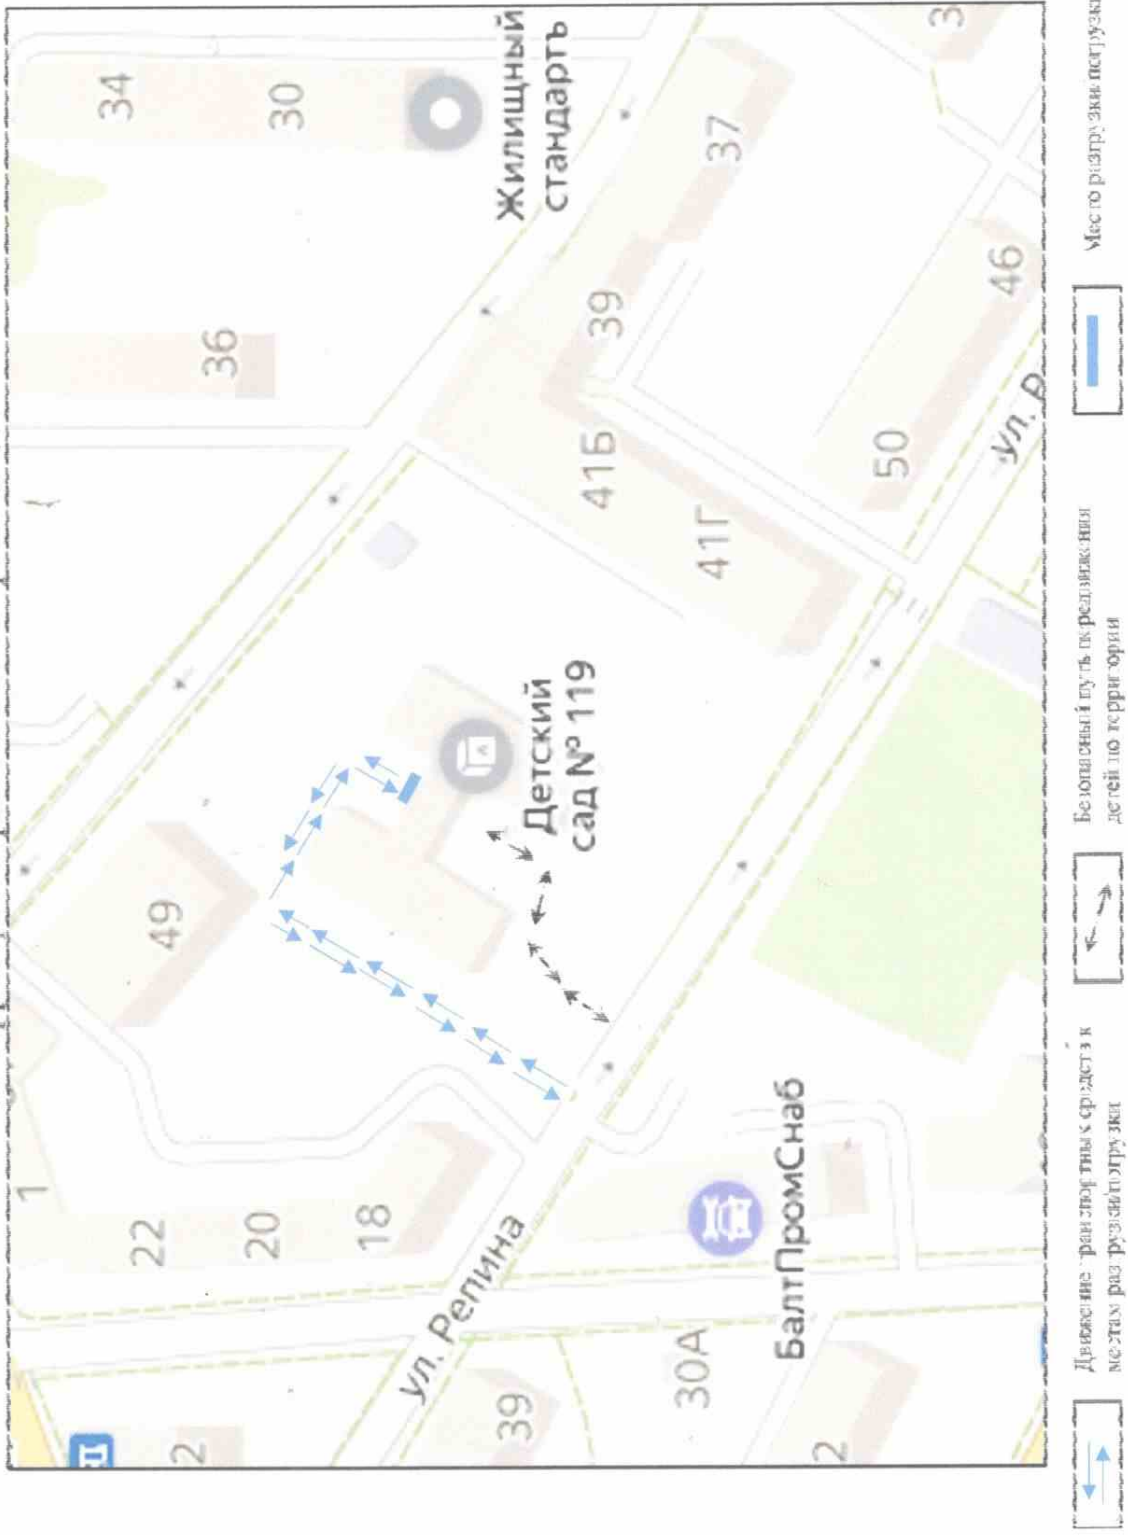 34
30
Жилищный
стандартъ
36
37
39
46
41Б
50
41Г
ул. Р
Детский
сад № 119
49
1
22
20
18
ул. Репина
БалтПромСнаб
30А
39
2
2
3
Движение транспортных средств к
местам разгрузки/погрузки
Безопасный путь передвижения
детей по территории
Место разгрузки/погрузки